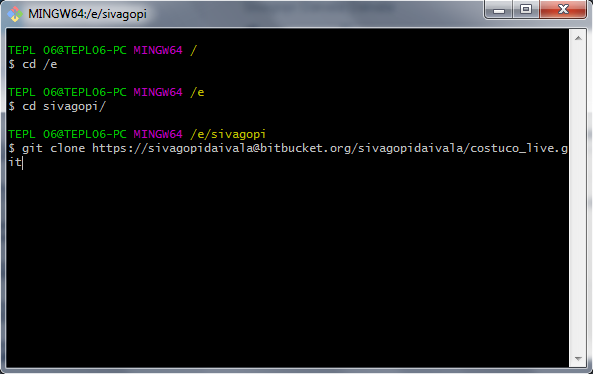 MINGW64:/e/sivagopi
TEPL 06@TEPL06-PC MINGW64 /
$ cd /e
TEPL 06@TEPL06-PC MINGW64 /e
$ cd sivagopi/
TEPL 06@TEPL06-PC MINGW64 /e/sivagopi
$ git clone https://sivagopidaivala@bitbucket.org/sivagopidaivala/costuco_live.g
it